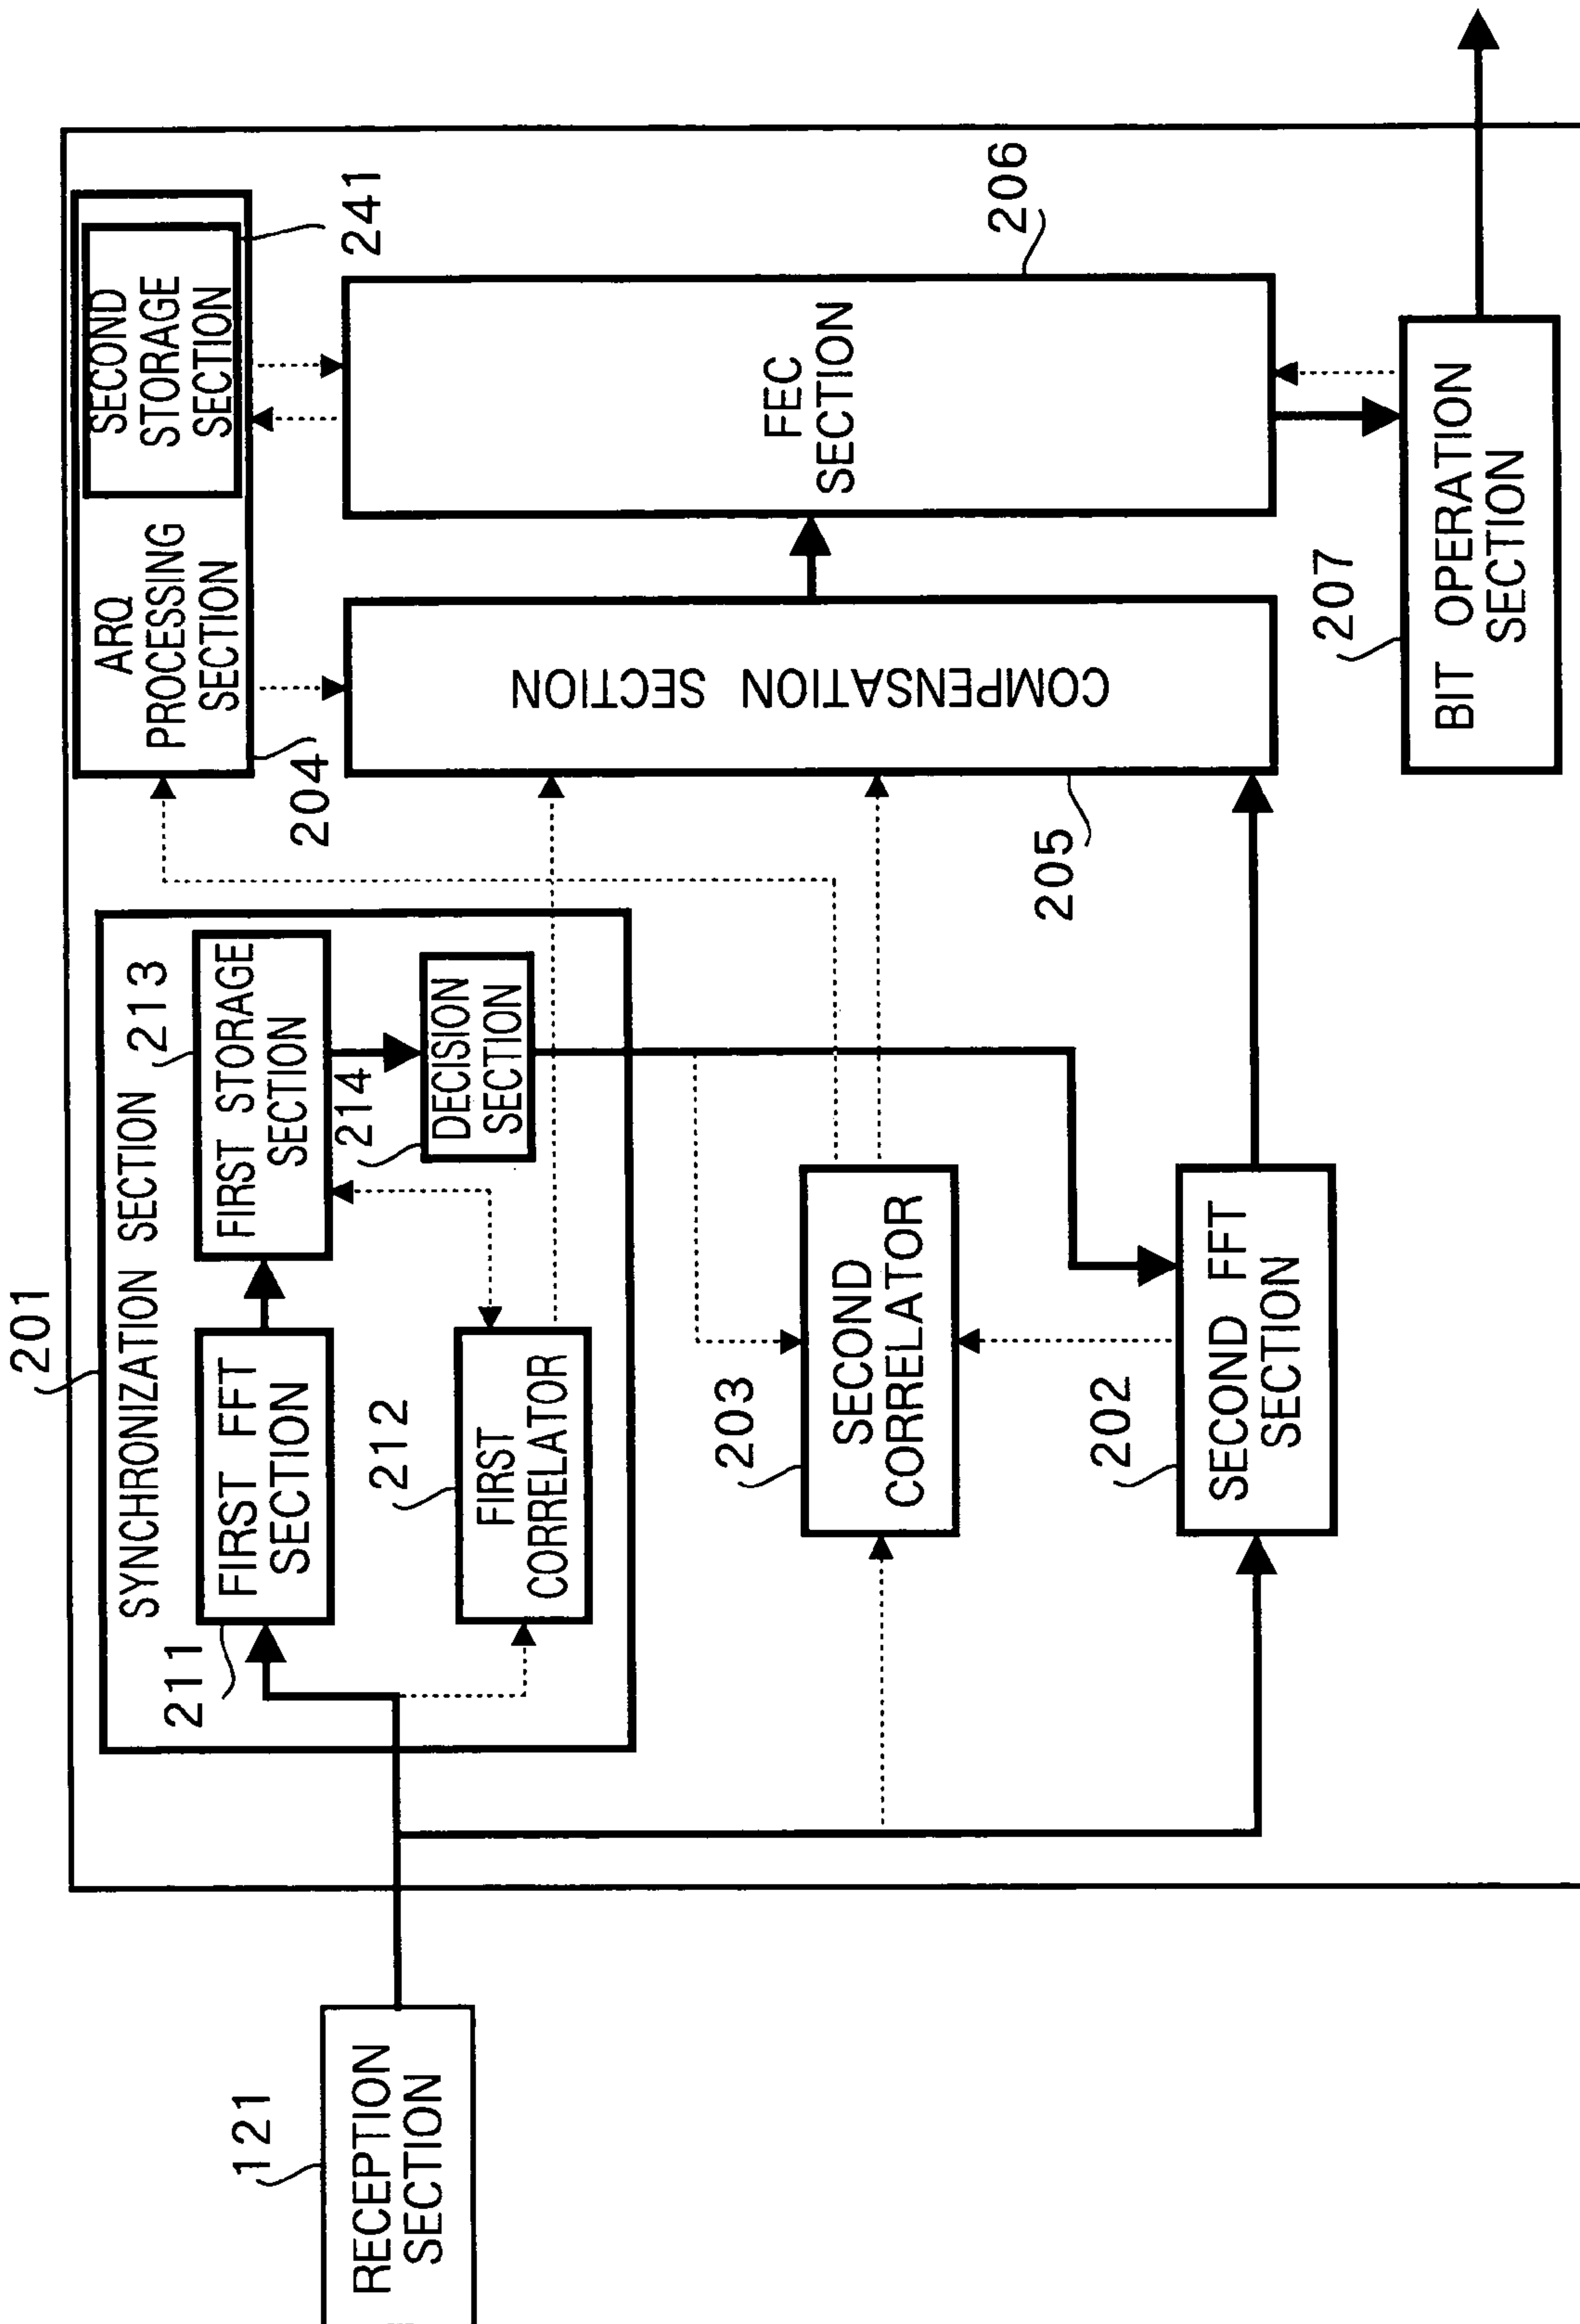 121
RECEPTION
SECTION
201
SYNCHRONIZATION SECTION
211
FIRST FFT
SECTION
213
FIRST STORAGE
SECTION
212
FIRST
CORRELATOR
214
DECISION
SECTION
203
SECOND
CORRELATOR
202
SECOND FFT
SECTION
204
ARQ
PROCESSING
SECTION
SECOND
STORAGE
SECTION
241
205
COMPENSATION SECTION
206
FEC
SECTION
207
BIT OPERATION
SECTION